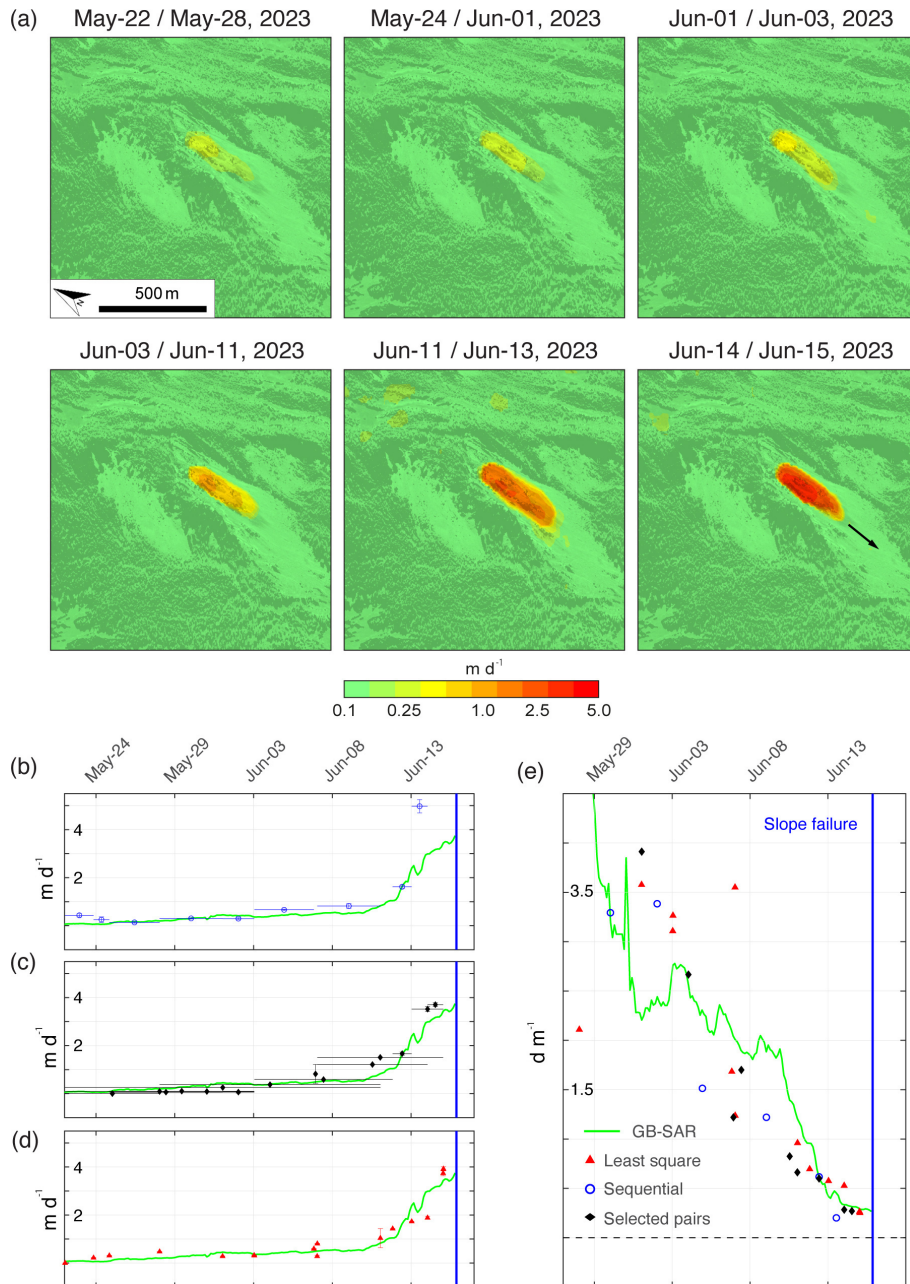 (a)
May-22 / May-28, 2023
May-24 / Jun-01, 2023
Jun-01 / Jun-03, 2023
N
500 m
Jun-03 / Jun-11, 2023
Jun-11 / Jun-13, 2023
Jun-14 / Jun-15, 2023
m d⁻¹
0.1 0.25 1.0 2.5 5.0
(b)
May-24
May-29
Jun-03
Jun-08
Jun-13
4
2
m d⁻¹
(c)
4
2
m d⁻¹
(d)
4
2
m d⁻¹
(e)
May-29
Jun-03
Jun-08
Jun-13
Slope failure
3.5
d m⁻¹
1.5
GB-SAR
Least square
Sequential
Selected pairs